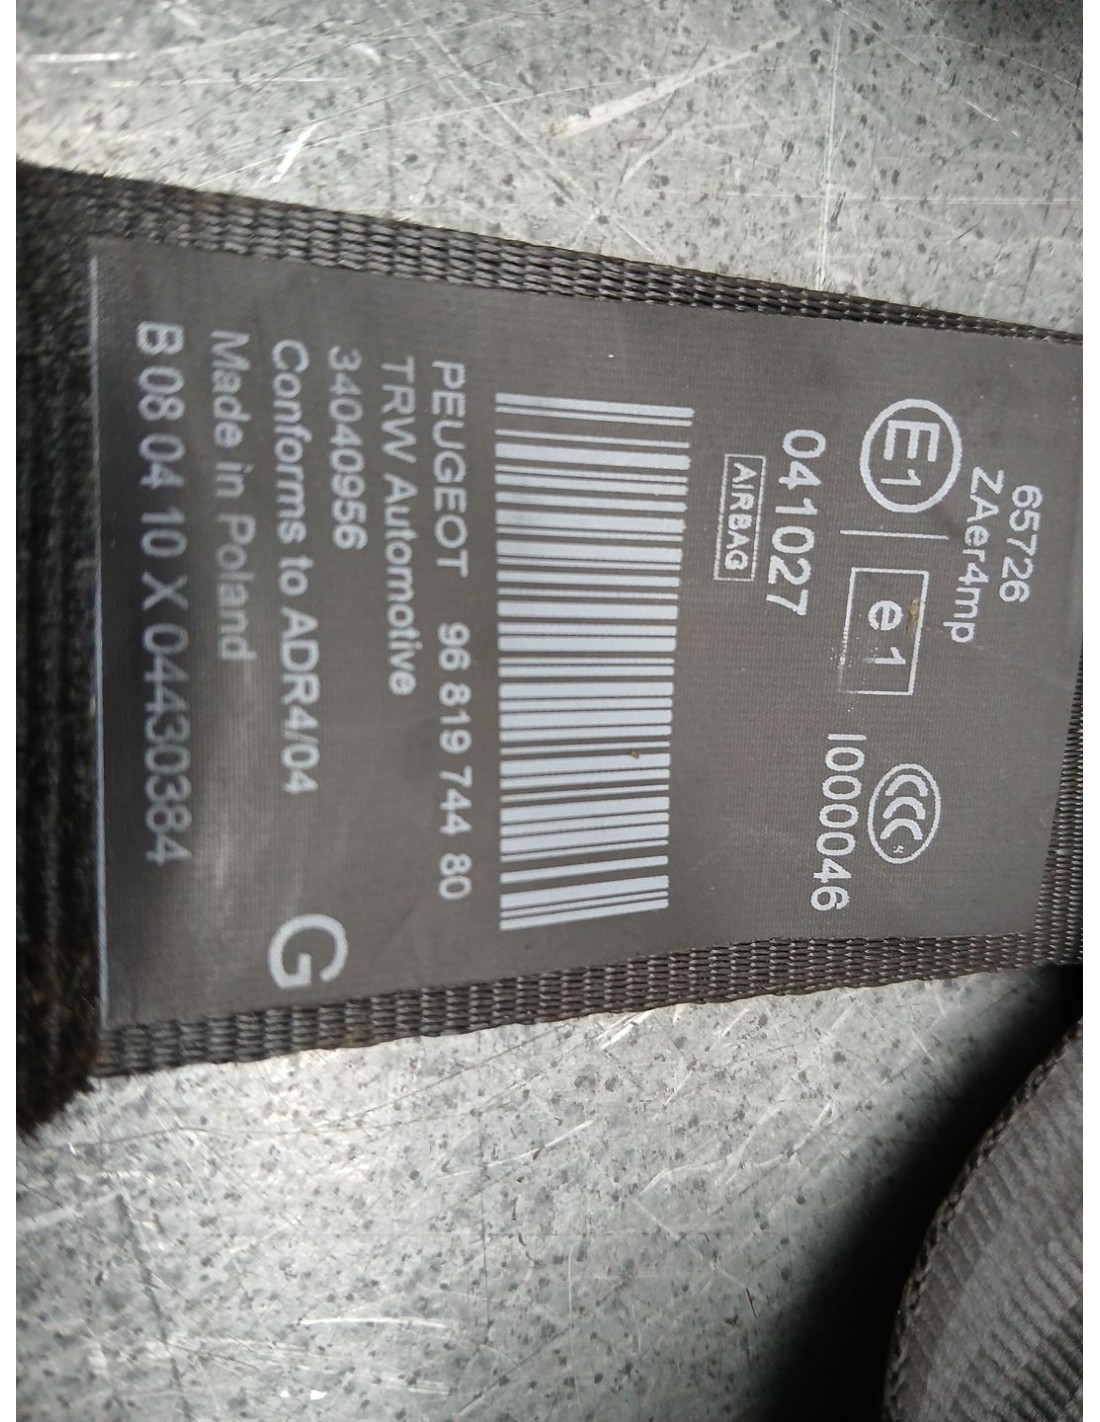 65726
ZAer4mp
E1 e1 CCC S
041027 I000046
AIRBAG
PEUGEOT 96 819 744 80
TRW Automotive
34040956
Conforms to ADR4/04 G
Made in Poland
B 08 04 10 X 04430384